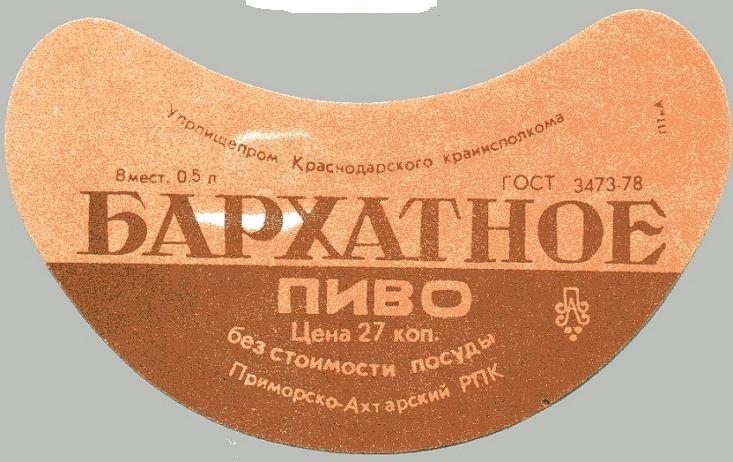 Упрпищепром Краснодарского крайисполкома
Вмест. 0.5 л
ГОСТ 3473-78
БАРХАТНОЕ
ПИВО
Цена 27 коп.
без стоимости посуды
Приморско-Ахтарский РПК